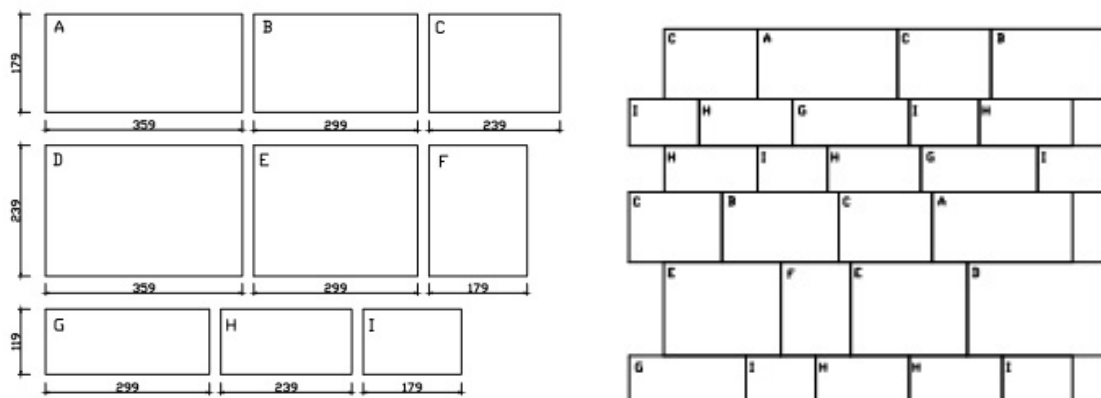 A B C
179
359 299 239
D E F
239
359 299 179
G H I
119
299 239 179
C A C B
I H G I H
H I H G I
C B C A
E F E D
G I H H I